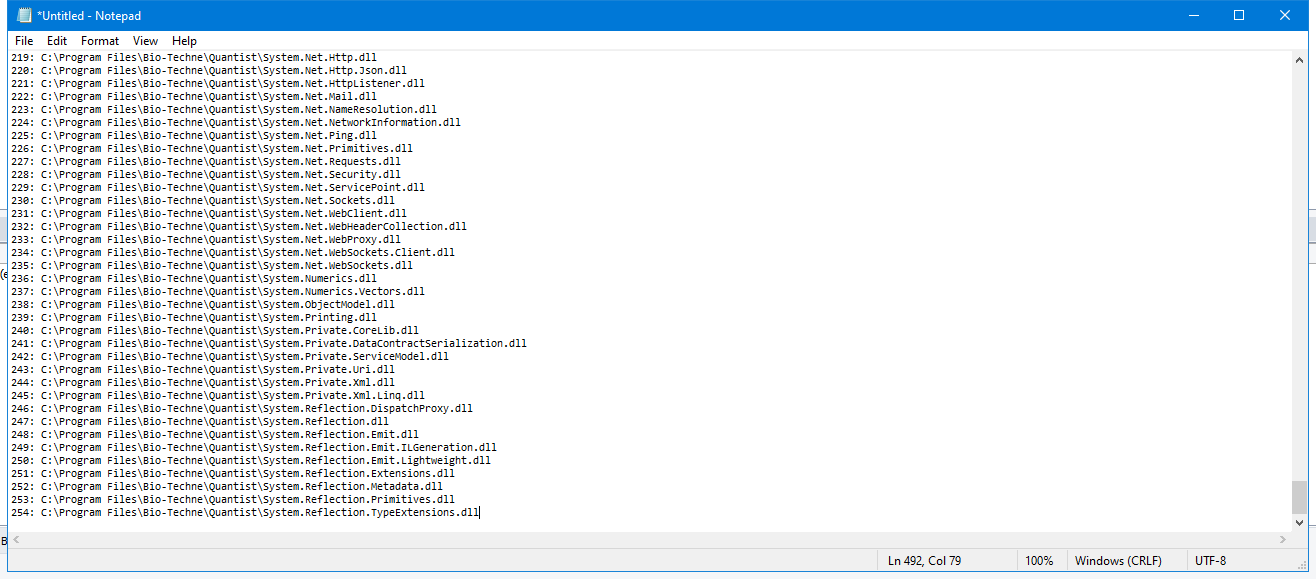 *Untitled - Notepad
File Edit Format View Help
219: C:\Program Files\Bio-Techne\Quantist\System.Net.Http.dll
220: C:\Program Files\Bio-Techne\Quantist\System.Net.Http.Json.dll
221: C:\Program Files\Bio-Techne\Quantist\System.Net.HttpListener.dll
222: C:\Program Files\Bio-Techne\Quantist\System.Net.Mail.dll
223: C:\Program Files\Bio-Techne\Quantist\System.Net.NameResolution.dll
224: C:\Program Files\Bio-Techne\Quantist\System.Net.NetworkInformation.dll
225: C:\Program Files\Bio-Techne\Quantist\System.Net.Ping.dll
226: C:\Program Files\Bio-Techne\Quantist\System.Net.Primitives.dll
227: C:\Program Files\Bio-Techne\Quantist\System.Net.Requests.dll
228: C:\Program Files\Bio-Techne\Quantist\System.Net.Security.dll
229: C:\Program Files\Bio-Techne\Quantist\System.Net.ServicePoint.dll
230: C:\Program Files\Bio-Techne\Quantist\System.Net.Sockets.dll
231: C:\Program Files\Bio-Techne\Quantist\System.Net.WebClient.dll
232: C:\Program Files\Bio-Techne\Quantist\System.Net.WebHeaderCollection.dll
233: C:\Program Files\Bio-Techne\Quantist\System.Net.WebProxy.dll
234: C:\Program Files\Bio-Techne\Quantist\System.Net.WebSockets.Client.dll
235: C:\Program Files\Bio-Techne\Quantist\System.Net.WebSockets.dll
236: C:\Program Files\Bio-Techne\Quantist\System.Numerics.dll
237: C:\Program Files\Bio-Techne\Quantist\System.Numerics.Vectors.dll
238: C:\Program Files\Bio-Techne\Quantist\System.ObjectModel.dll
239: C:\Program Files\Bio-Techne\Quantist\System.Printing.dll
240: C:\Program Files\Bio-Techne\Quantist\System.Private.CoreLib.dll
241: C:\Program Files\Bio-Techne\Quantist\System.Private.DataContractSerialization.dll
242: C:\Program Files\Bio-Techne\Quantist\System.Private.ServiceModel.dll
243: C:\Program Files\Bio-Techne\Quantist\System.Private.Uri.dll
244: C:\Program Files\Bio-Techne\Quantist\System.Private.Xml.dll
245: C:\Program Files\Bio-Techne\Quantist\System.Private.Xml.Linq.dll
246: C:\Program Files\Bio-Techne\Quantist\System.Reflection.DispatchProxy.dll
247: C:\Program Files\Bio-Techne\Quantist\System.Reflection.dll
248: C:\Program Files\Bio-Techne\Quantist\System.Reflection.Emit.dll
249: C:\Program Files\Bio-Techne\Quantist\System.Reflection.Emit.ILGeneration.dll
250: C:\Program Files\Bio-Techne\Quantist\System.Reflection.Emit.Lightweight.dll
251: C:\Program Files\Bio-Techne\Quantist\System.Reflection.Extensions.dll
252: C:\Program Files\Bio-Techne\Quantist\System.Reflection.Metadata.dll
253: C:\Program Files\Bio-Techne\Quantist\System.Reflection.Primitives.dll
254: C:\Program Files\Bio-Techne\Quantist\System.Reflection.TypeExtensions.dll
Ln 492, Col 79 100% Windows (CRLF) UTF-8